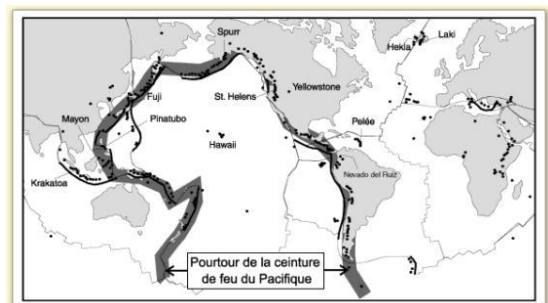 Spurr
Laki
Hekla
Fuji
St. Helens
Yellowstone
Mayon
Pinatubo
Pelée
Hawaii
Nevado del Ruiz
Krakatoa
Pourtour de la ceinture
de feu du Pacifique